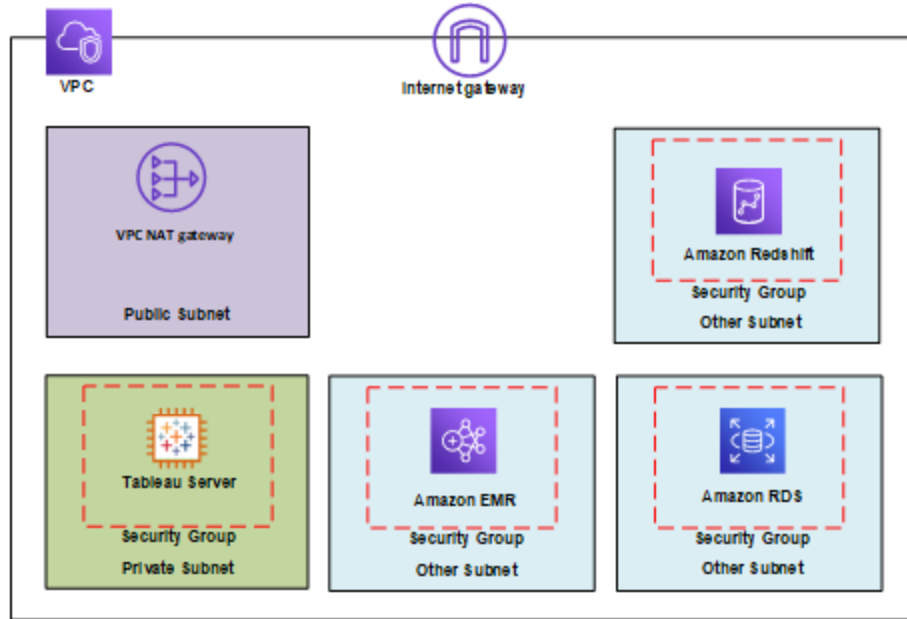 VPC
Internet gateway
VPC NAT gateway
Public Subnet
Amazon Redshift
Security Group
Other Subnet
Tableau Server
Security Group
Private Subnet
Amazon EMR
Security Group
Other Subnet
Amazon RDS
Security Group
Other Subnet